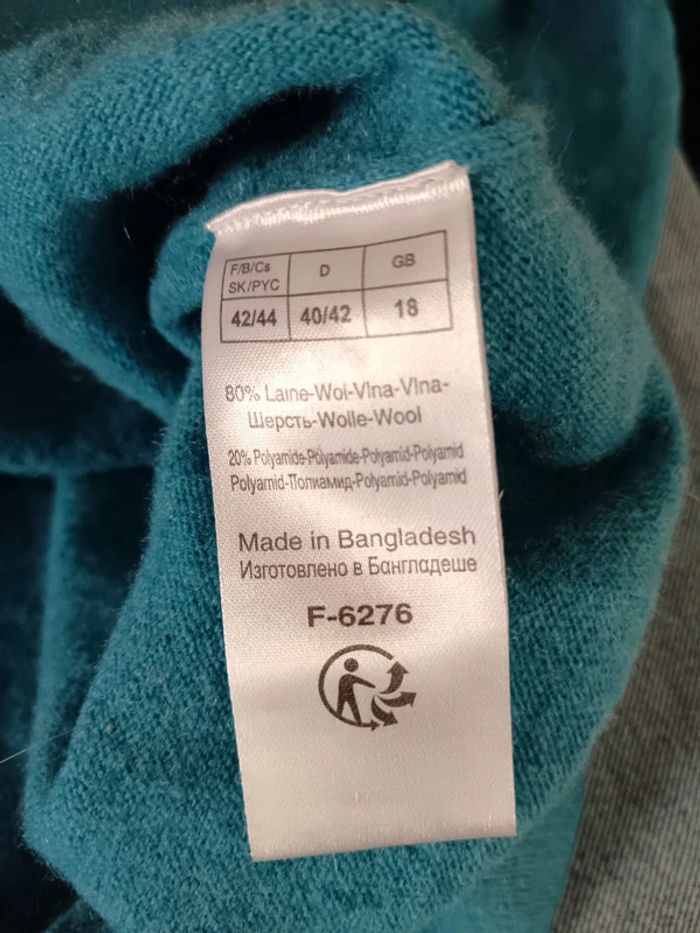 F/B/Cs
SK/PYC
D
GB
42/44
40/42
18
80% Laine-Wol-Vlna-Vlna-
Шерсть-Wolle-Wool
20% Polyamide-Polyamide-Polyamid-Polyamid
Polyamid-Полиамид-Polyamid-Polyamid
Made in Bangladesh
Изготовлено в Бангладеше
F-6276